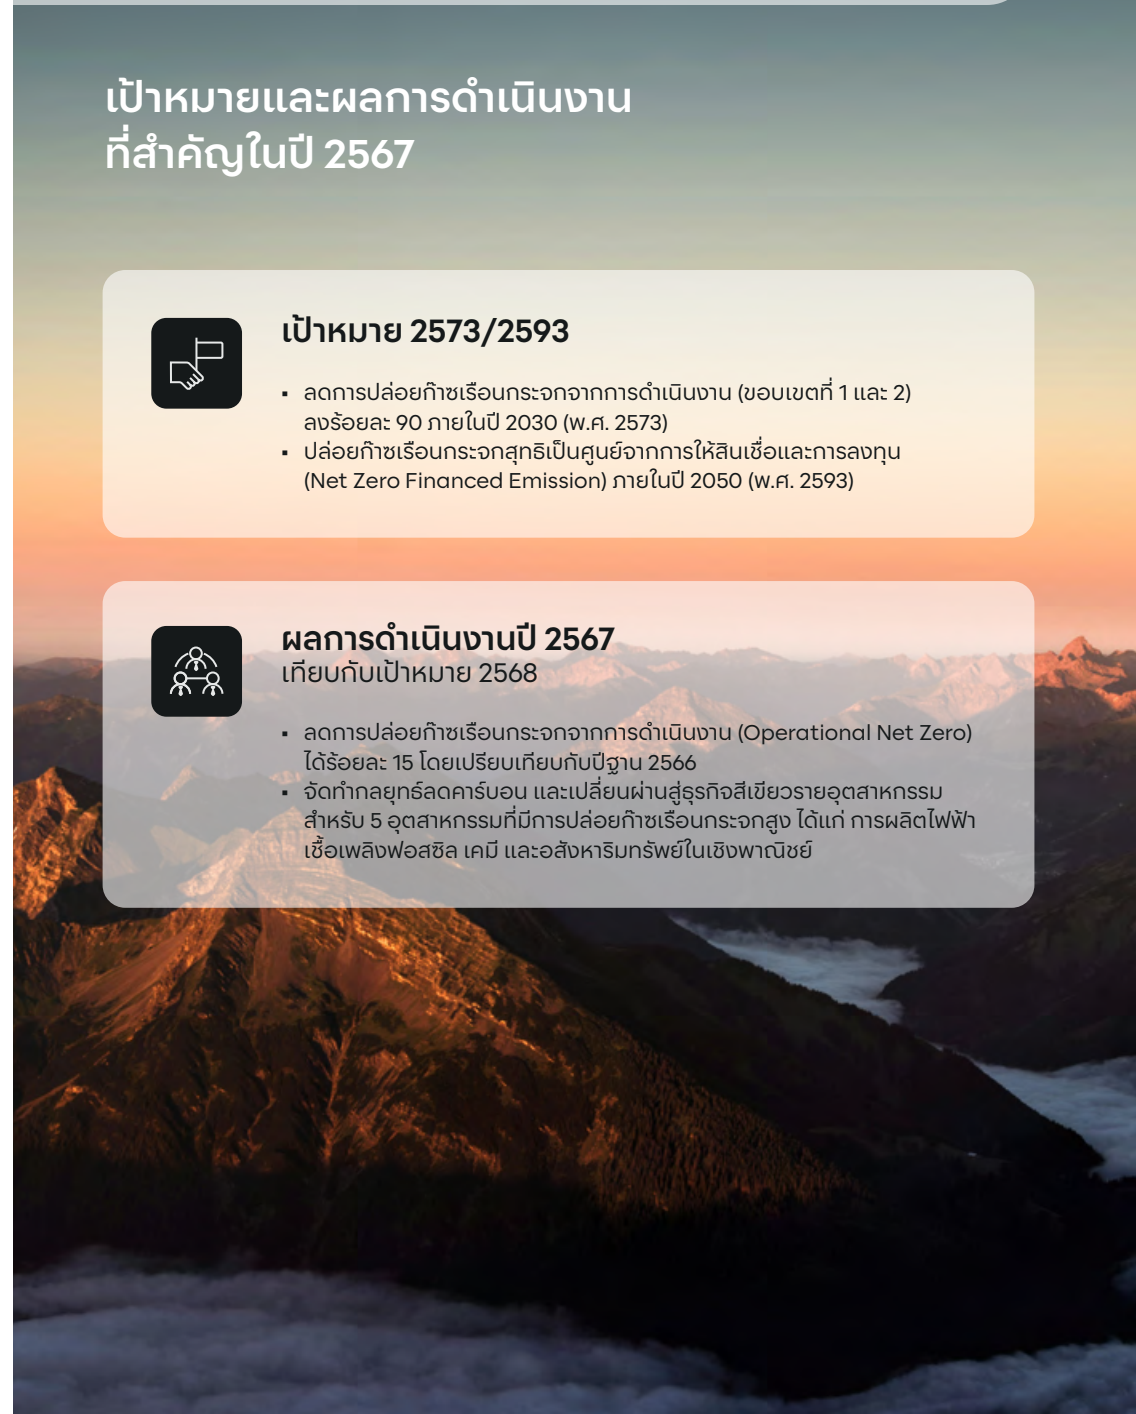 เป้าหมายและผลการดำเนินงาน
ที่สำคัญในปี 2567
เป้าหมาย 2573/2593
▪ ลดการปล่อยก๊าซเรือนกระจกจากการดำเนินงาน (ขอบเขตที่ 1 และ 2)
ลงร้อยละ 90 ภายในปี 2030 (พ.ศ. 2573)
▪ ปล่อยก๊าซเรือนกระจกสุทธิเป็นศูนย์จากการให้สินเชื่อและการลงทุน
(Net Zero Financed Emission) ภายในปี 2050 (พ.ศ. 2593)
ผลการดำเนินงานปี 2567
เทียบกับเป้าหมาย 2568
▪ ลดการปล่อยก๊าซเรือนกระจกจากการดำเนินงาน (Operational Net Zero)
ได้ร้อยละ 15 โดยเปรียบเทียบกับปีฐาน 2566
▪ จัดทำกลยุทธ์ลดคาร์บอน และเปลี่ยนผ่านสู่ธุรกิจสีเขียวรายอุตสาหกรรม
สำหรับ 5 อุตสาหกรรมที่มีการปล่อยก๊าซเรือนกระจกสูง ได้แก่ การผลิตไฟฟ้า
เชื้อเพลิงฟอสซิล เคมี และอสังหาริมทรัพย์ในเชิงพาณิชย์